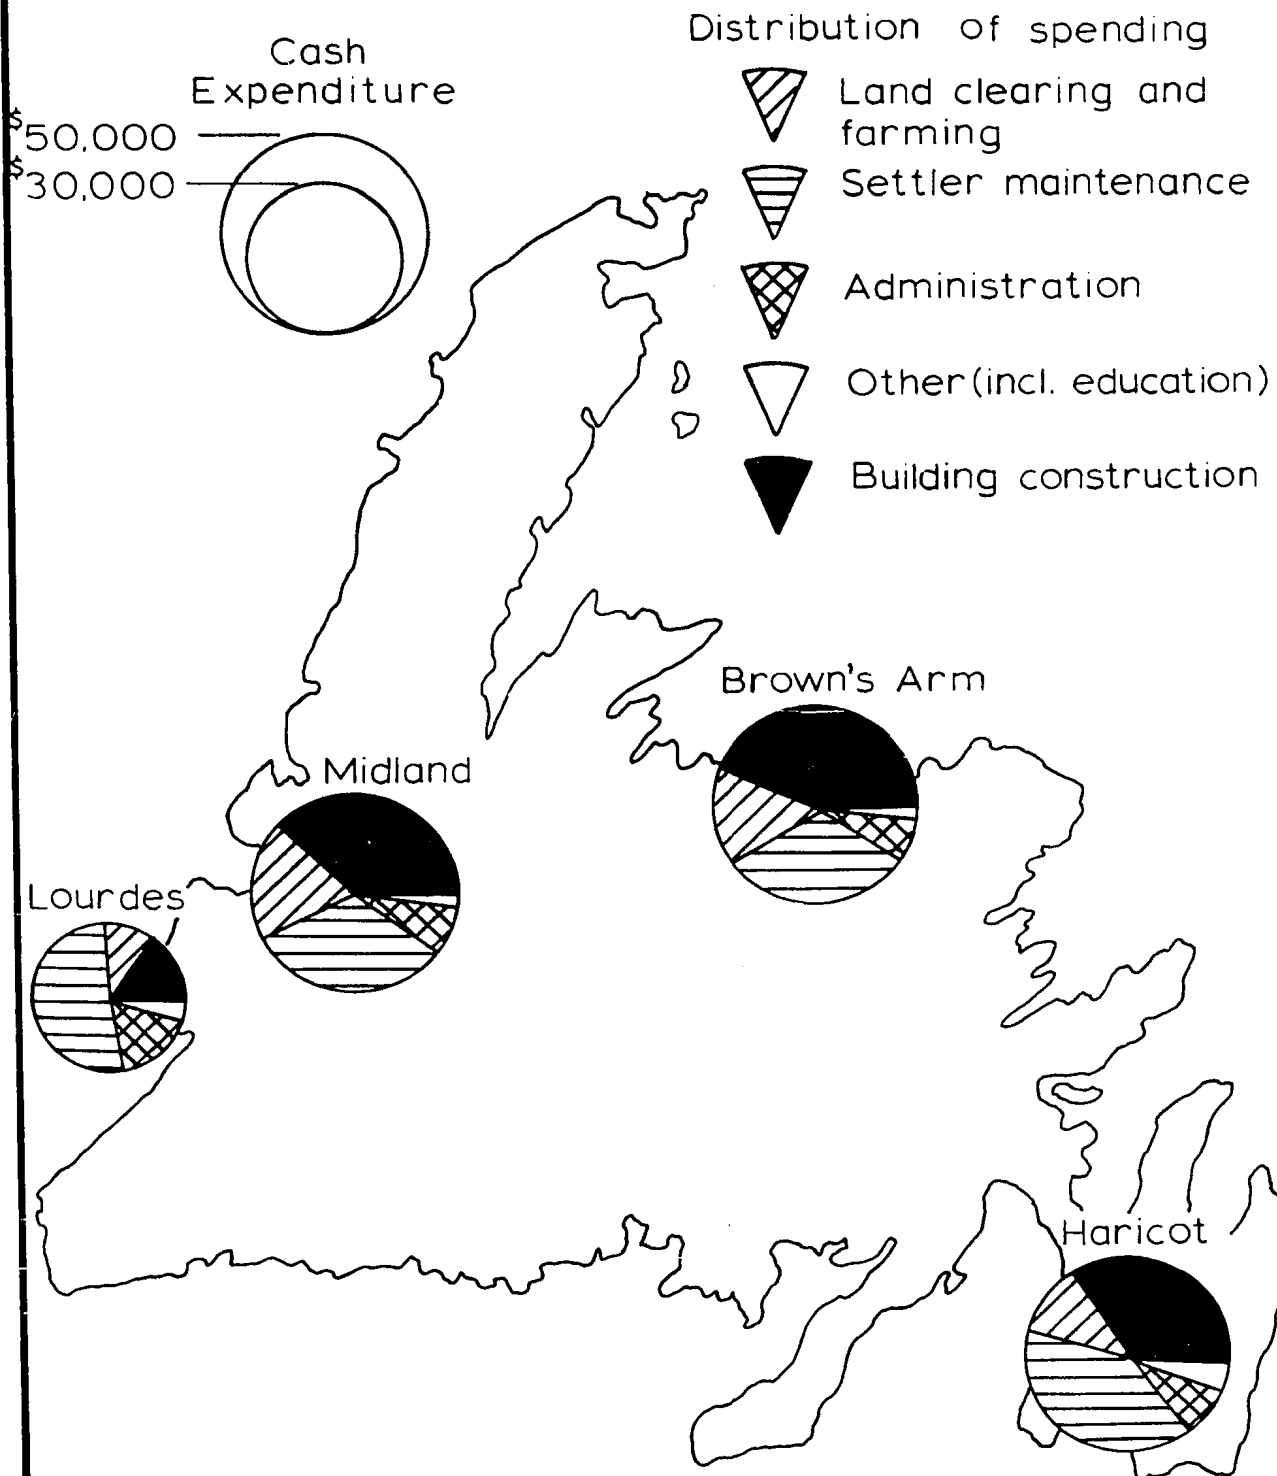 Cash
Expenditure
$50,000
$30,000
Distribution of spending
Land clearing and
farming
Settler maintenance
Administration
Other (incl. education)
Building construction
Brown's Arm
Midland
Lourdes
Haricot